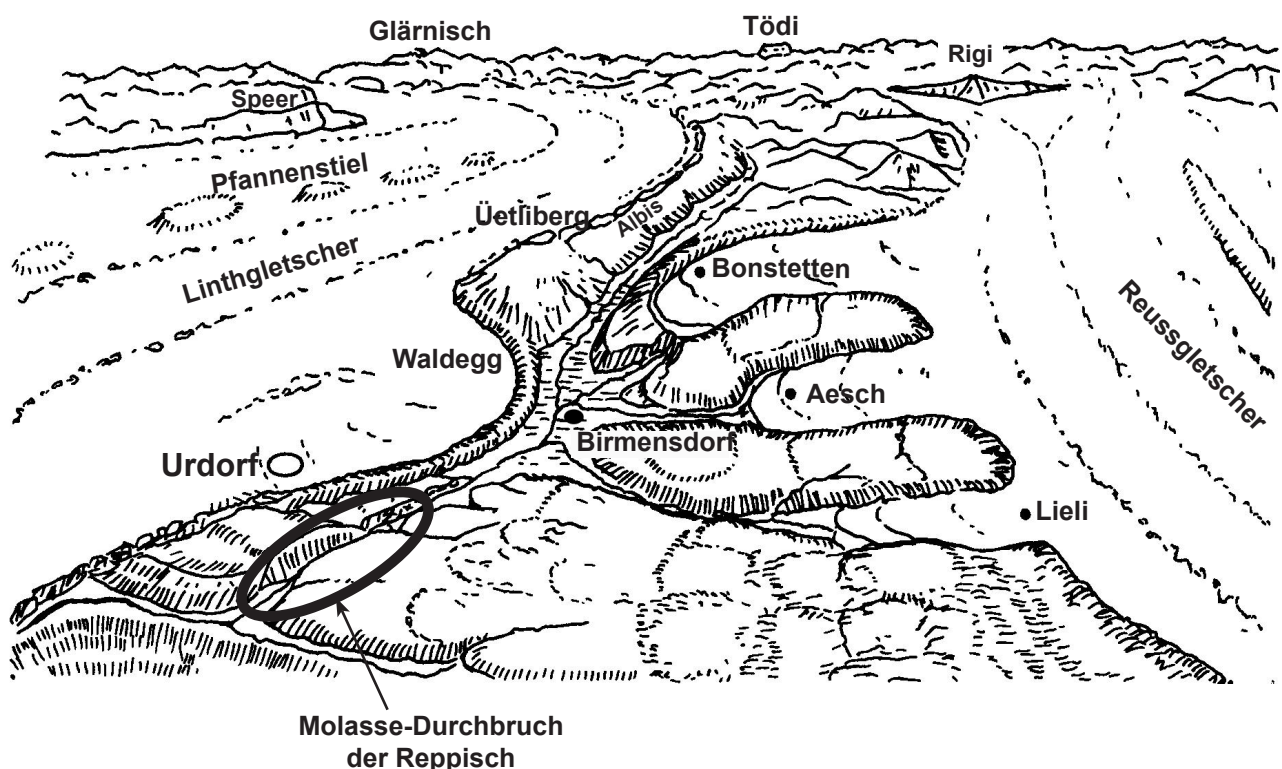 Glärnisch
Tödi
Rigi
Speer
Pfannenstiel
Üetliberg
Albis
Linthgletscher
Bonstetten
Reussgletscher
Waldegg
Aesch
Birmensdorf
Urdorf
Lieli
Molasse-Durchbruch
der Reppisch